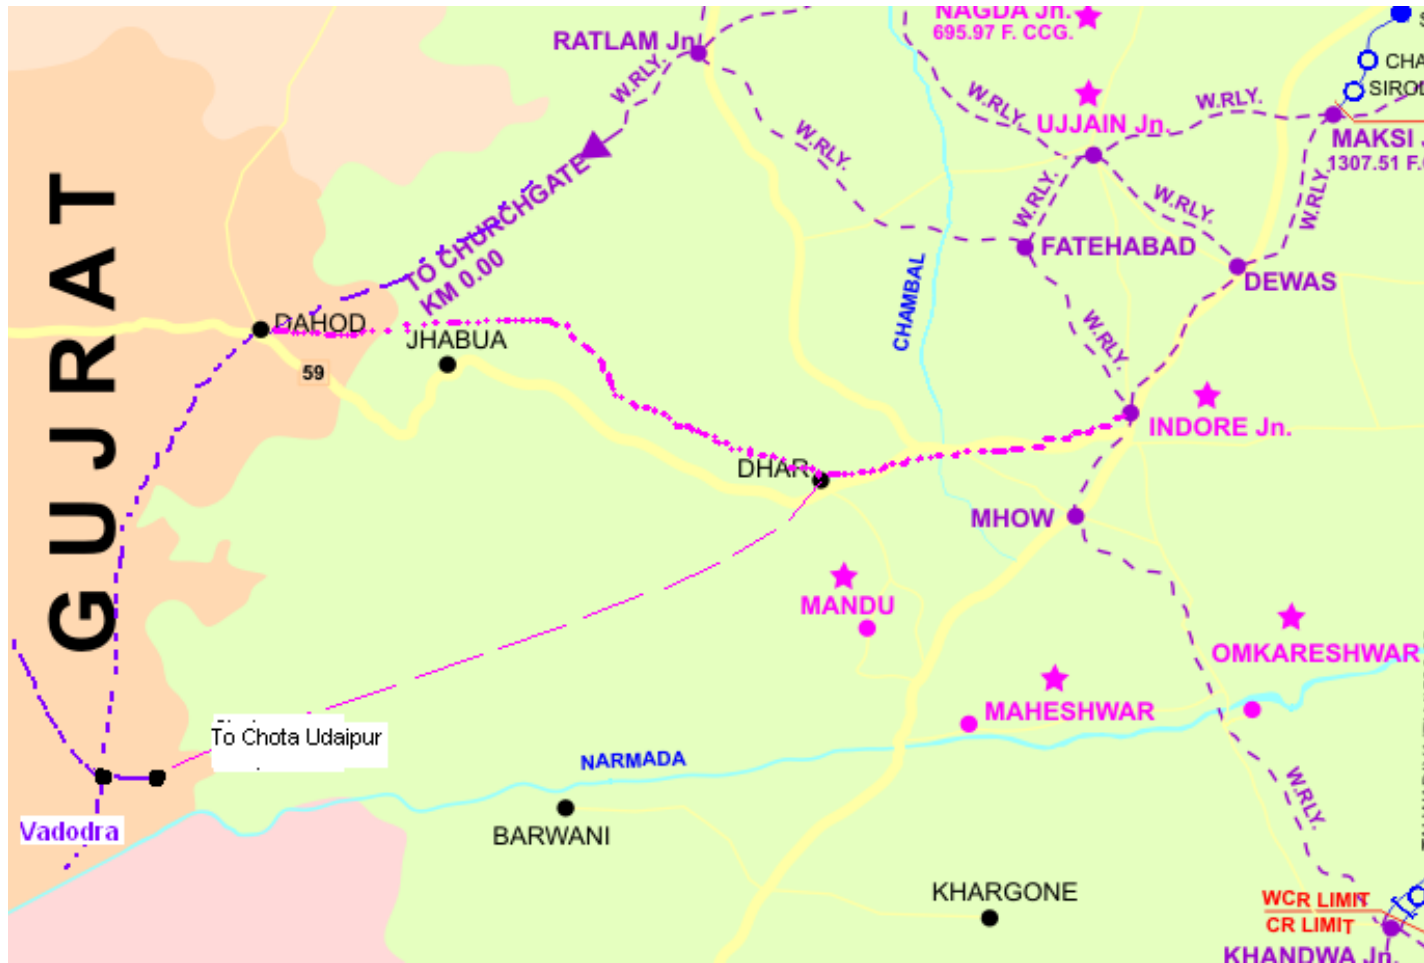 NAGDA Jn.
695.97 F. CCG.
RATLAM Jn
W.RLY.
W.RLY.
W.RLY.
W.RLY.
CHA
SIROD
UJJAIN Jn.
MAKSI J
1307.51 F.
W.RLY.
W.RLY.
W.RLY.
TO CHURCHGATE
KM 0.00
FATEHABAD
DEWAS
CHAMBAL
GUJRAT
DAHOD
JHABUA
59
W.RLY.
INDORE Jn.
DHAR
MHOW
MANDU
OMKARESHWAR
MAHESHWAR
To Chota Udaipur
NARMADA
W.RLY.
Vadodra
BARWANI
KHARGONE
WCR LIMIT
CR LIMIT
KHANDWA Jn.